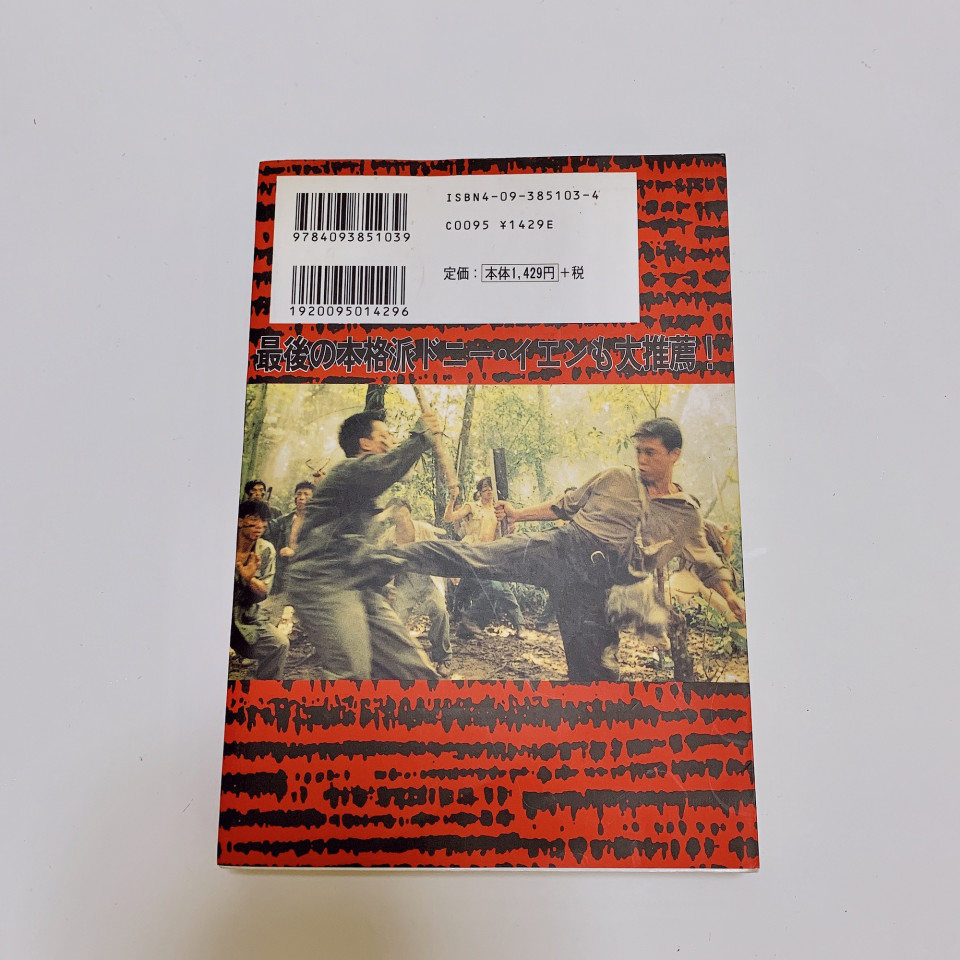 ISBN4-09-385103-4
9784093851039
C0095 ¥1429E
定価：本体1,429円＋税
1920095014296
最後の本格派ドニー・イェンも大推薦！